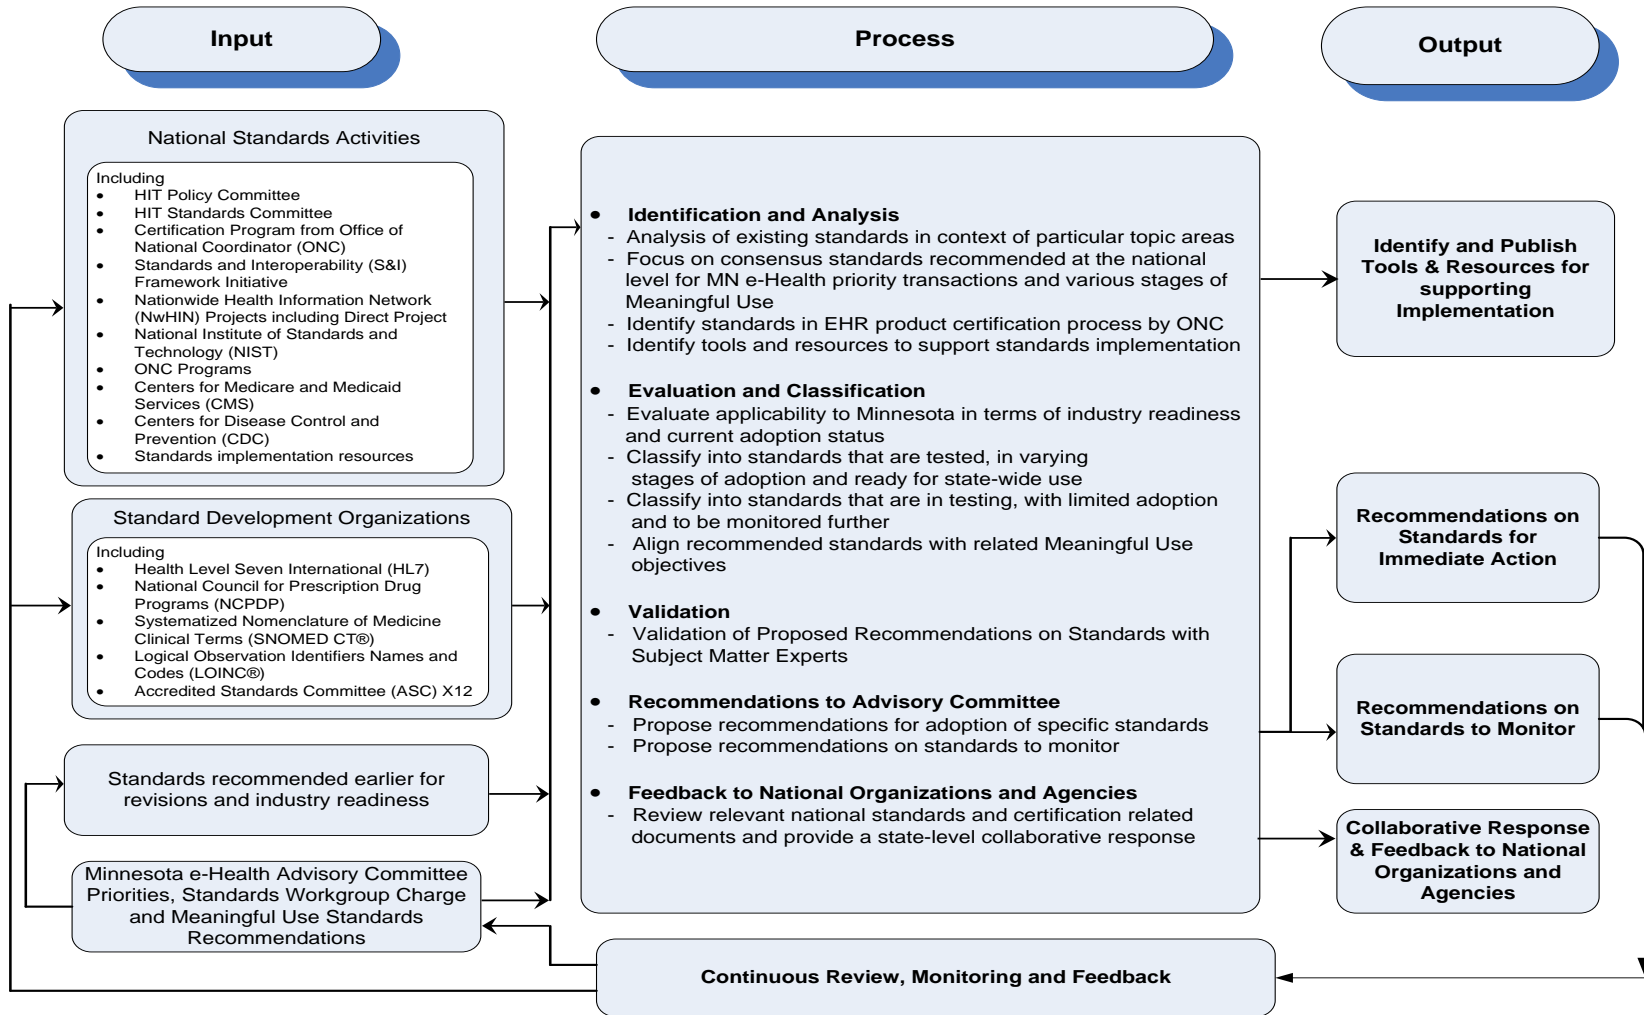 Input
Process
Output
National Standards Activities
Including
• HIT Policy Committee
• HIT Standards Committee
• Certification Program from Office of
National Coordinator (ONC)
• Standards and Interoperability (S&I)
Framework Initiative
• Nationwide Health Information Network
(NwHIN) Projects including Direct Project
• National Institute of Standards and
Technology (NIST)
• ONC Programs
• Centers for Medicare and Medicaid
Services (CMS)
• Centers for Disease Control and
Prevention (CDC)
• Standards implementation resources
Standard Development Organizations
Including
• Health Level Seven International (HL7)
• National Council for Prescription Drug
Programs (NCPDP)
• Systematized Nomenclature of Medicine
Clinical Terms (SNOMED CT®)
• Logical Observation Identifiers Names and
Codes (LOINC®)
• Accredited Standards Committee (ASC) X12
Standards recommended earlier for
revisions and industry readiness
Minnesota e-Health Advisory Committee
Priorities, Standards Workgroup Charge
and Meaningful Use Standards
Recommendations
• Identification and Analysis
- Analysis of existing standards in context of particular topic areas
- Focus on consensus standards recommended at the national
level for MN e-Health priority transactions and various stages of
Meaningful Use
- Identify standards in EHR product certification process by ONC
- Identify tools and resources to support standards implementation
• Evaluation and Classification
- Evaluate applicability to Minnesota in terms of industry readiness
and current adoption status
- Classify into standards that are tested, in varying
stages of adoption and ready for state-wide use
- Classify into standards that are in testing, with limited adoption
and to be monitored further
- Align recommended standards with related Meaningful Use
objectives
• Validation
- Validation of Proposed Recommendations on Standards with
Subject Matter Experts
• Recommendations to Advisory Committee
- Propose recommendations for adoption of specific standards
- Propose recommendations on standards to monitor
• Feedback to National Organizations and Agencies
- Review relevant national standards and certification related
documents and provide a state-level collaborative response
Identify and Publish
Tools & Resources for
supporting
Implementation
Recommendations on
Standards for
Immediate Action
Recommendations on
Standards to Monitor
Collaborative Response
& Feedback to National
Organizations and
Agencies
Continuous Review, Monitoring and Feedback